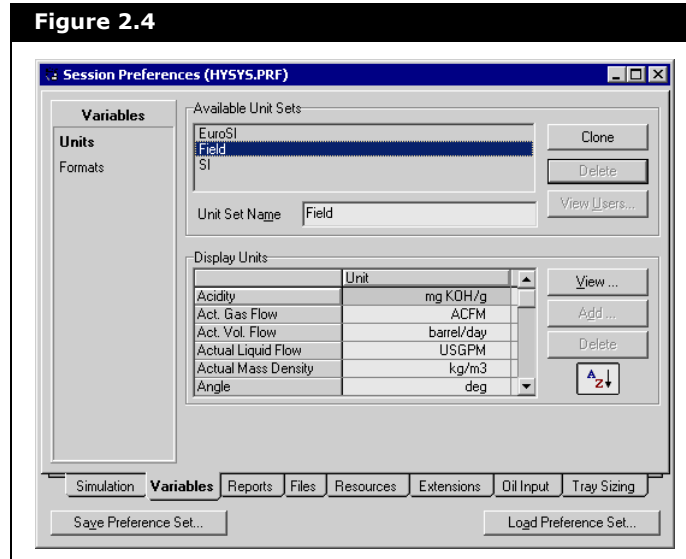 Figure 2.4
Session Preferences (HYSYS.PRF)
Variables
Units
Formats
Available Unit Sets
EuroSI
Field
SI
Clone
Delete
View Users...
Unit Set Name Field
Display Units
Unit
Acidity mg KOH/g
Act. Gas Flow ACFM
Act. Vol. Flow barrel/day
Actual Liquid Flow USGPM
Actual Mass Density kg/m3
Angle deg
View ...
Add ...
Delete
AZ
Simulation Variables Reports Files Resources Extensions Oil Input Tray Sizing
Save Preference Set... Load Preference Set...